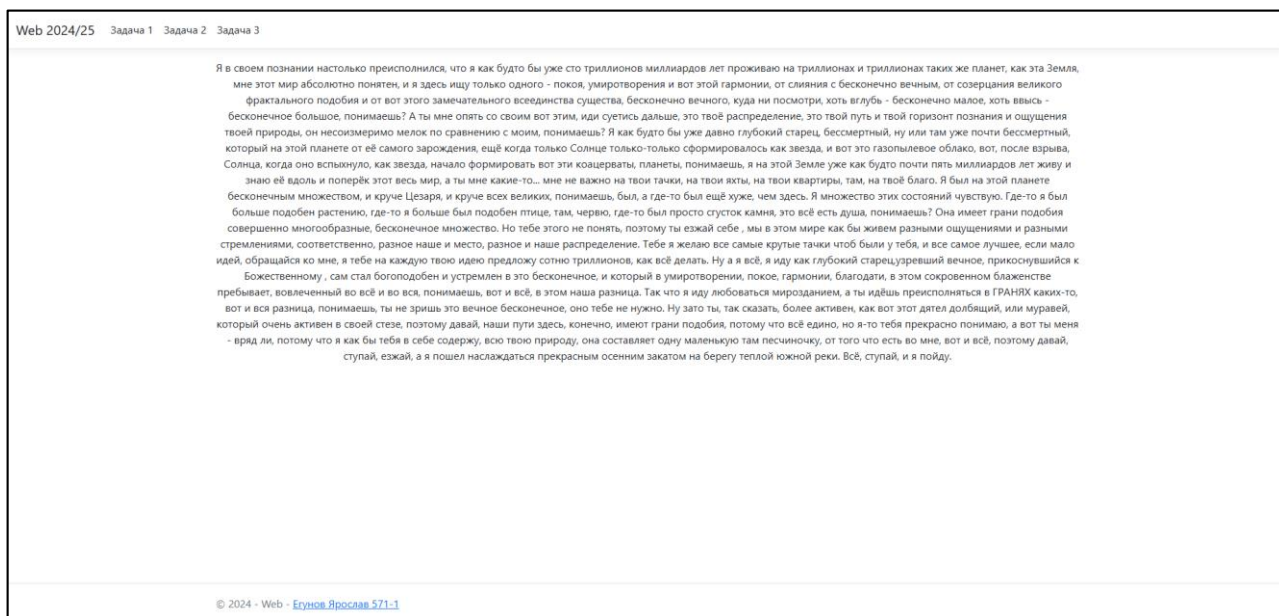 Web 2024/25 Задача 1 Задача 2 Задача 3
Я в своем познании настолько преисполнился, что я как будто бы уже сто триллионов миллиардов лет проживаю на триллионах и триллионах таких же планет, как эта Земля,
мне этот мир абсолютно понятен, и я здесь ищу только одного - покоя, умиротворения и вот этой гармонии, от слияния с бесконечно вечным, от созерцания великого
фрактального подобия и от вот этого замечательного всеединства существа, бесконечно вечного, куда ни посмотри, хоть вглубь - бесконечно малое, хоть ввысь -
бесконечное большое, понимаешь? А ты мне опять со своим вот этим, иди суетись дальше, это твоё распределение, это твой путь и твой горизонт познания и ощущения
твоей природы, он несоизмеримо мелок по сравнению с моим, понимаешь? Я как будто бы уже давно глубокий старец, бессмертный, ну или там уже почти бессмертный,
который на этой планете от её самого зарождения, ещё когда только Солнце только-только сформировалось как звезда, и вот это газопылевое облако, вот, после взрыва,
Солнца, когда оно вспыхнуло, как звезда, начало формировать вот эти коацерваты, планеты, понимаешь, я на этой Земле уже как будто почти пять миллиардов лет живу и
знаю её вдоль и поперёк этот весь мир, а ты мне какие-то... мне не важно на твои тачки, на твои яхты, на твои квартиры, там, на твоё благо. Я был на этой планете
бесконечным множеством, и круче Цезаря, и круче всех великих, понимаешь, был, а где-то был ещё хуже, чем здесь. Я множество этих состояний чувствую. Где-то я был
больше подобен растению, где-то я больше был подобен птице, там, червю, где-то был просто сгусток камня, это всё есть душа, понимаешь? Она имеет грани подобия
совершенно многообразные, бесконечное множество. Но тебе этого не понять, поэтому ты езжай себе , мы в этом мире как бы живем разными ощущениями и разными
стремлениями, соответственно, разное наше и место, разное и наше распределение. Тебе я желаю все самые крутые тачки чтоб были у тебя, и все самое лучшее, если мало
идей, обращайся ко мне, я тебе на каждую твою идею предложу сотню триллионов, как всё делать. Ну а я всё, я иду как глубокий старец,узревший вечное, прикоснувшийся к
Божественному , сам стал богоподобен и устремлен в это бесконечное, и который в умиротворении, покое, гармонии, благодати, в этом сокровенном блаженстве
пребывает, вовлеченный во всё и во вся, понимаешь, вот и всё, в этом наша разница. Так что я иду любоваться мирозданием, а ты идёшь преисполняться в ГРАНЯХ каких-то,
вот и вся разница, понимаешь, ты не зришь это вечное бесконечное, оно тебе не нужно. Ну зато ты, так сказать, более активен, как вот этот дятел долбящий, или муравей,
который очень активен в своей стезе, поэтому давай, наши пути здесь, конечно, имеют грани подобия, потому что всё едино, но я-то тебя прекрасно понимаю, а вот ты меня
- вряд ли, потому что я как бы тебя в себе содержу, всю твою природу, она составляет одну маленькую там песчиночку, от того что есть во мне, вот и всё, поэтому давай,
ступай, езжай, а я пошел наслаждаться прекрасным осенним закатом на берегу теплой южной реки. Всё, ступай, и я пойду.
© 2024 - Web - Егунов Ярослав 571-1